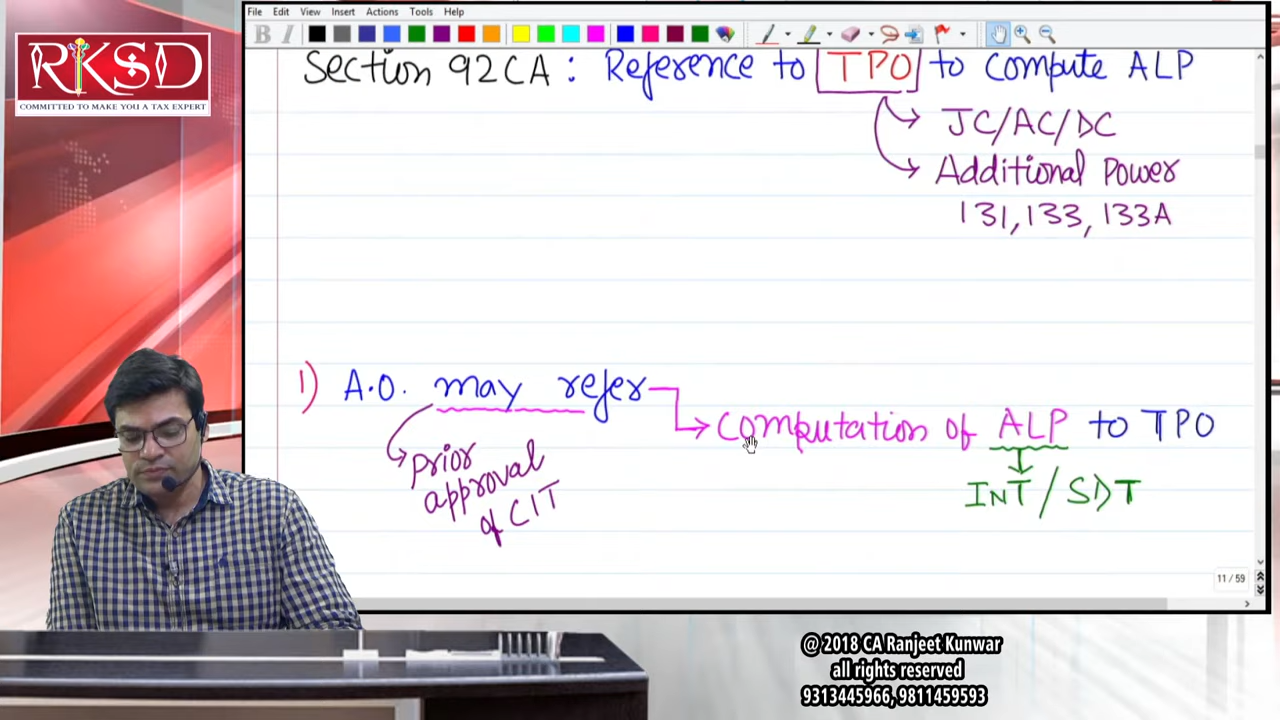 File Edit View Insert Actions Tools Help
B I
RKSD
COMMITTED TO MAKE YOU A TAX EXPERT
Section 92CA : Reference to TPO to compute ALP
JC/AC/DC
Additional Power
131, 133, 133A
1) A.O. may refer
Computation of ALP to TPO
Prior
approval
of CIT
INT / SDT
11 / 59
@ 2018 CA Ranjeet Kunwar
all rights reserved
9313445966, 9811459593